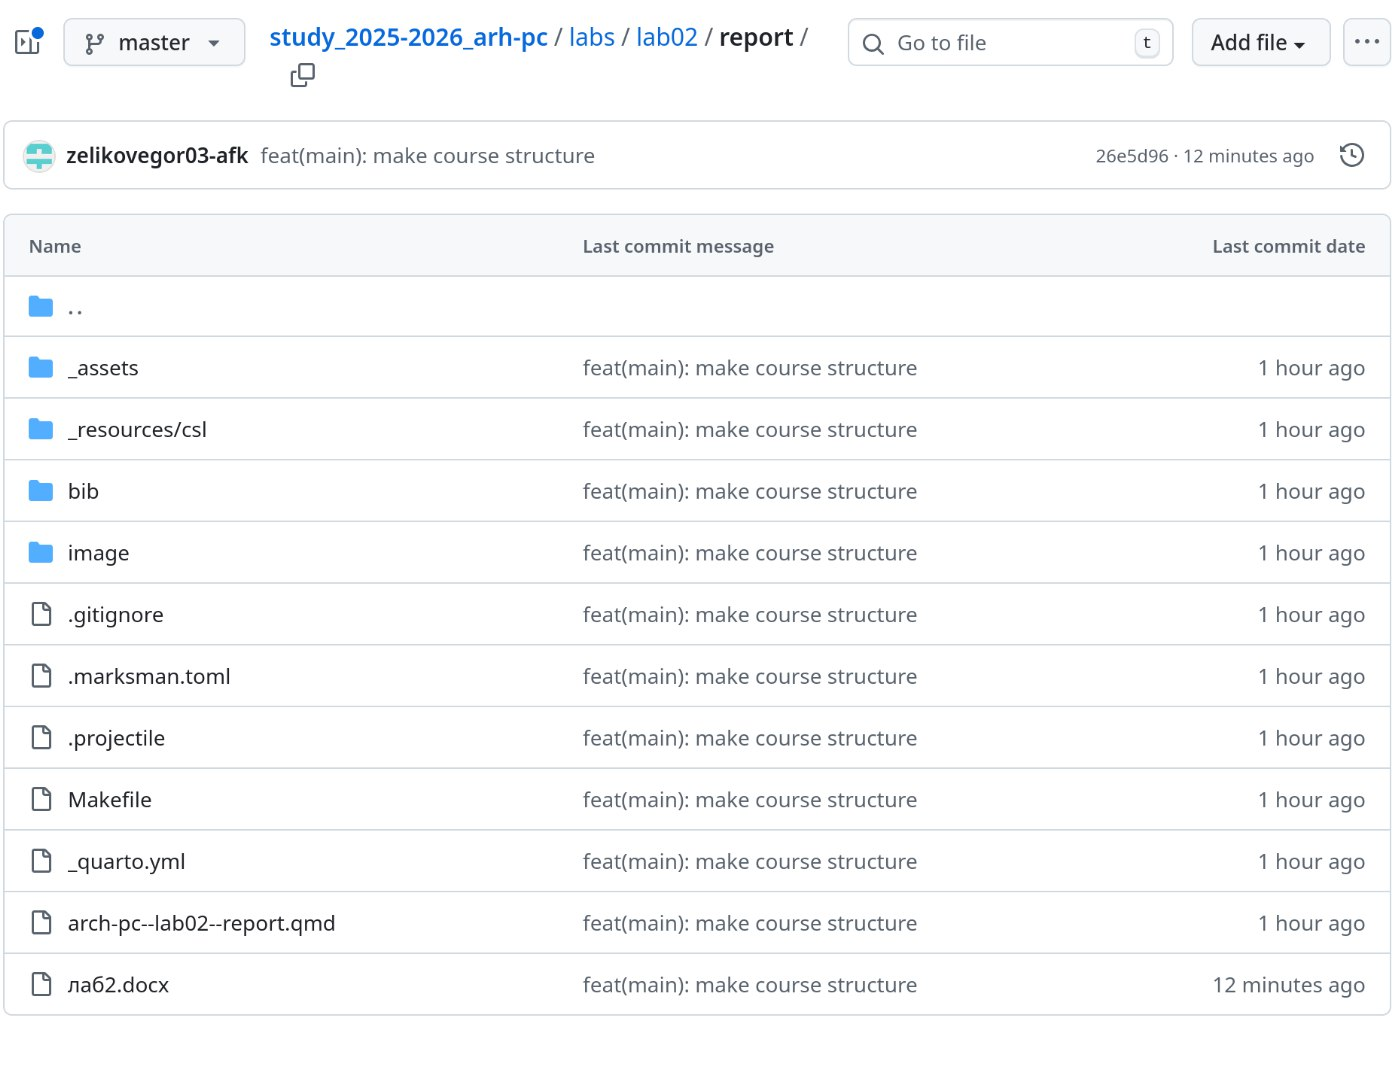 master study_2025-2026_arh-pc / labs / lab02 / report / Go to file t Add file
zelikovegor03-afk feat(main): make course structure 26e5d96 · 12 minutes ago
Name Last commit message Last commit date
..
_assets feat(main): make course structure 1 hour ago
_resources/csl feat(main): make course structure 1 hour ago
bib feat(main): make course structure 1 hour ago
image feat(main): make course structure 1 hour ago
.gitignore feat(main): make course structure 1 hour ago
.marksman.toml feat(main): make course structure 1 hour ago
.projectile feat(main): make course structure 1 hour ago
Makefile feat(main): make course structure 1 hour ago
_quarto.yml feat(main): make course structure 1 hour ago
arch-pc--lab02--report.qmd feat(main): make course structure 1 hour ago
лаб2.docx feat(main): make course structure 12 minutes ago